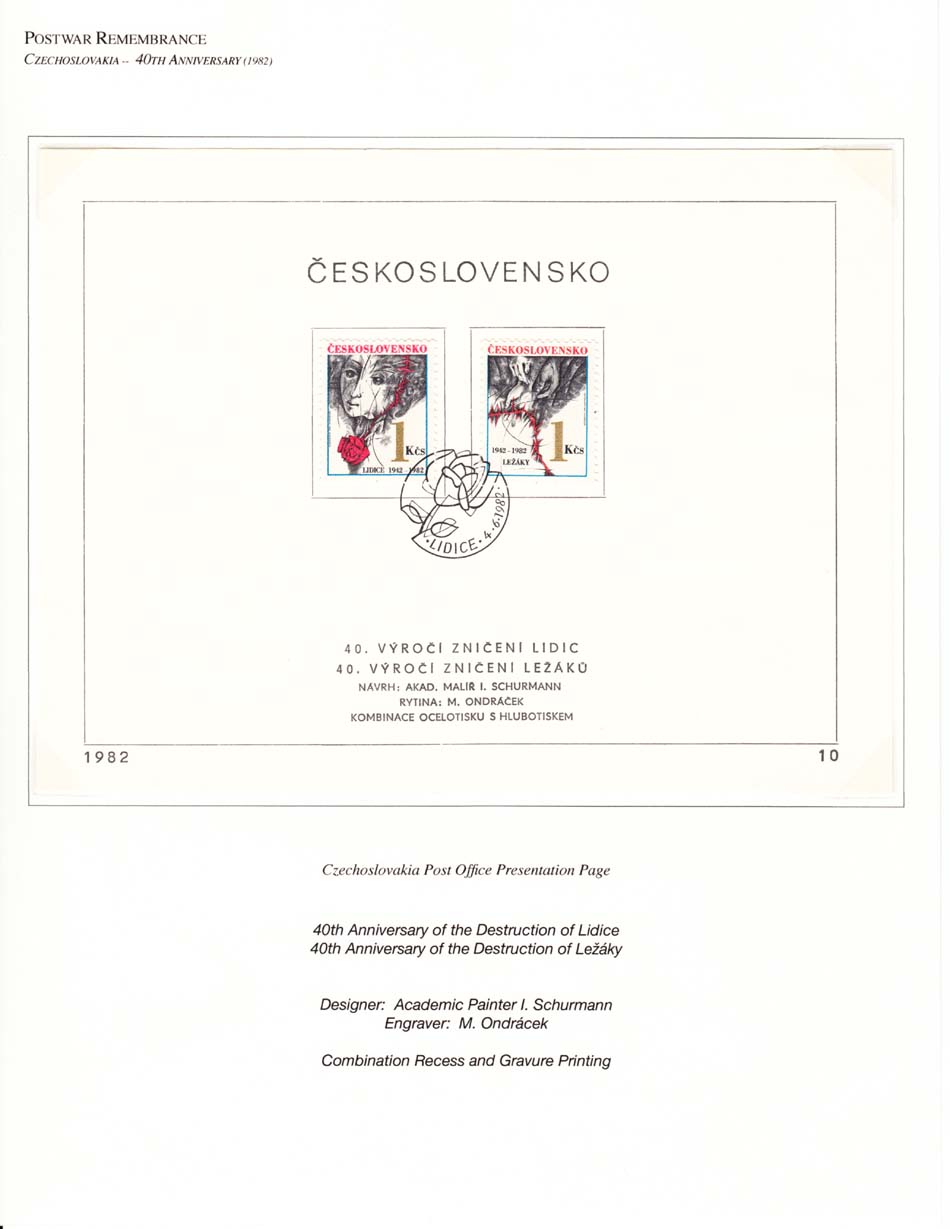 POSTWAR REMEMBRANCE
CZECHOSLOVAKIA -- 40TH ANNIVERSARY (1982)
ČESKOSLOVENSKO
ČESKOSLOVENSKO
1 Kčs
LIDICE 1942 - 1982
ČESKOSLOVENSKO
1942 - 1982
LEŽÁKY
1 Kčs
· LIDICE · 4.6.1982 ·
40. VÝROČÍ ZNIČENÍ LIDIC
40. VÝROČÍ ZNIČENÍ LEŽÁKŮ
NÁVRH: AKAD. MALÍŘ I. SCHURMANN
RYTINA: M. ONDRÁČEK
KOMBINACE OCELOTISKU S HLUBOTISKEM
1982
10
Czechoslovakia Post Office Presentation Page
40th Anniversary of the Destruction of Lidice
40th Anniversary of the Destruction of Ležáky
Designer: Academic Painter I. Schurmann
Engraver: M. Ondrácek
Combination Recess and Gravure Printing